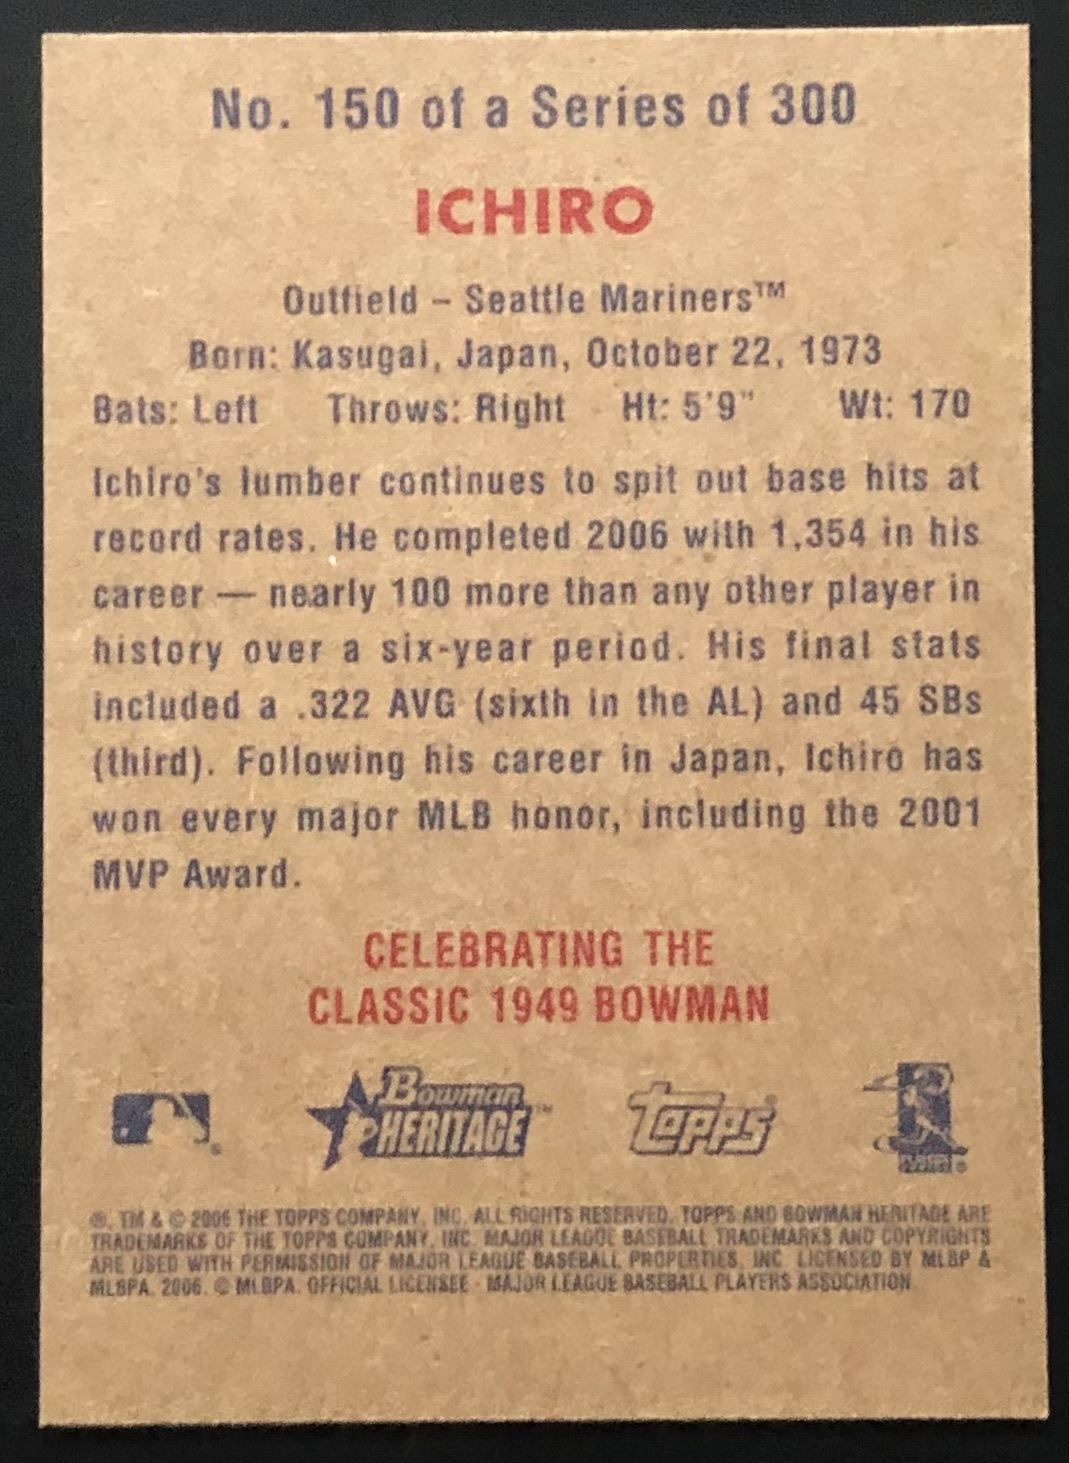 No. 150 of a Series of 300
ICHIRO
Outfield – Seattle Mariners™
Born: Kasugai, Japan, October 22, 1973
Bats: Left Throws: Right Ht: 5'9" Wt: 170
Ichiro's lumber continues to spit out base hits at
record rates. He completed 2006 with 1,354 in his
career — nearly 100 more than any other player in
history over a six-year period. His final stats
included a .322 AVG (sixth in the AL) and 45 SBs
(third). Following his career in Japan, Ichiro has
won every major MLB honor, including the 2001
MVP Award.
CELEBRATING THE
CLASSIC 1949 BOWMAN
Bowman HERITAGE™ Topps®
®, TM & © 2006 THE TOPPS COMPANY, INC. ALL RIGHTS RESERVED. TOPPS AND BOWMAN HERITAGE ARE
TRADEMARKS OF THE TOPPS COMPANY, INC. MAJOR LEAGUE BASEBALL TRADEMARKS AND COPYRIGHTS
ARE USED WITH PERMISSION OF MAJOR LEAGUE BASEBALL PROPERTIES, INC. LICENSED BY MLBP &
MLBPA, 2006. © MLBPA. OFFICIAL LICENSEE - MAJOR LEAGUE BASEBALL PLAYERS ASSOCIATION